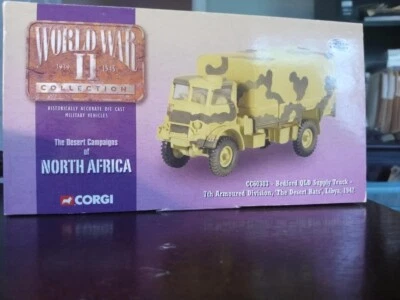 WORLD WAR
1939 II 1945
COLLECTION
HISTORICALLY ACCURATE DIE CAST
MILITARY VEHICLES
The Desert Campaigns
of
NORTH AFRICA
CORGI
CC60303 - Bedford QLD Supply Truck -
7th Armoured Division, 'The Desert Rats', Libya, 1942